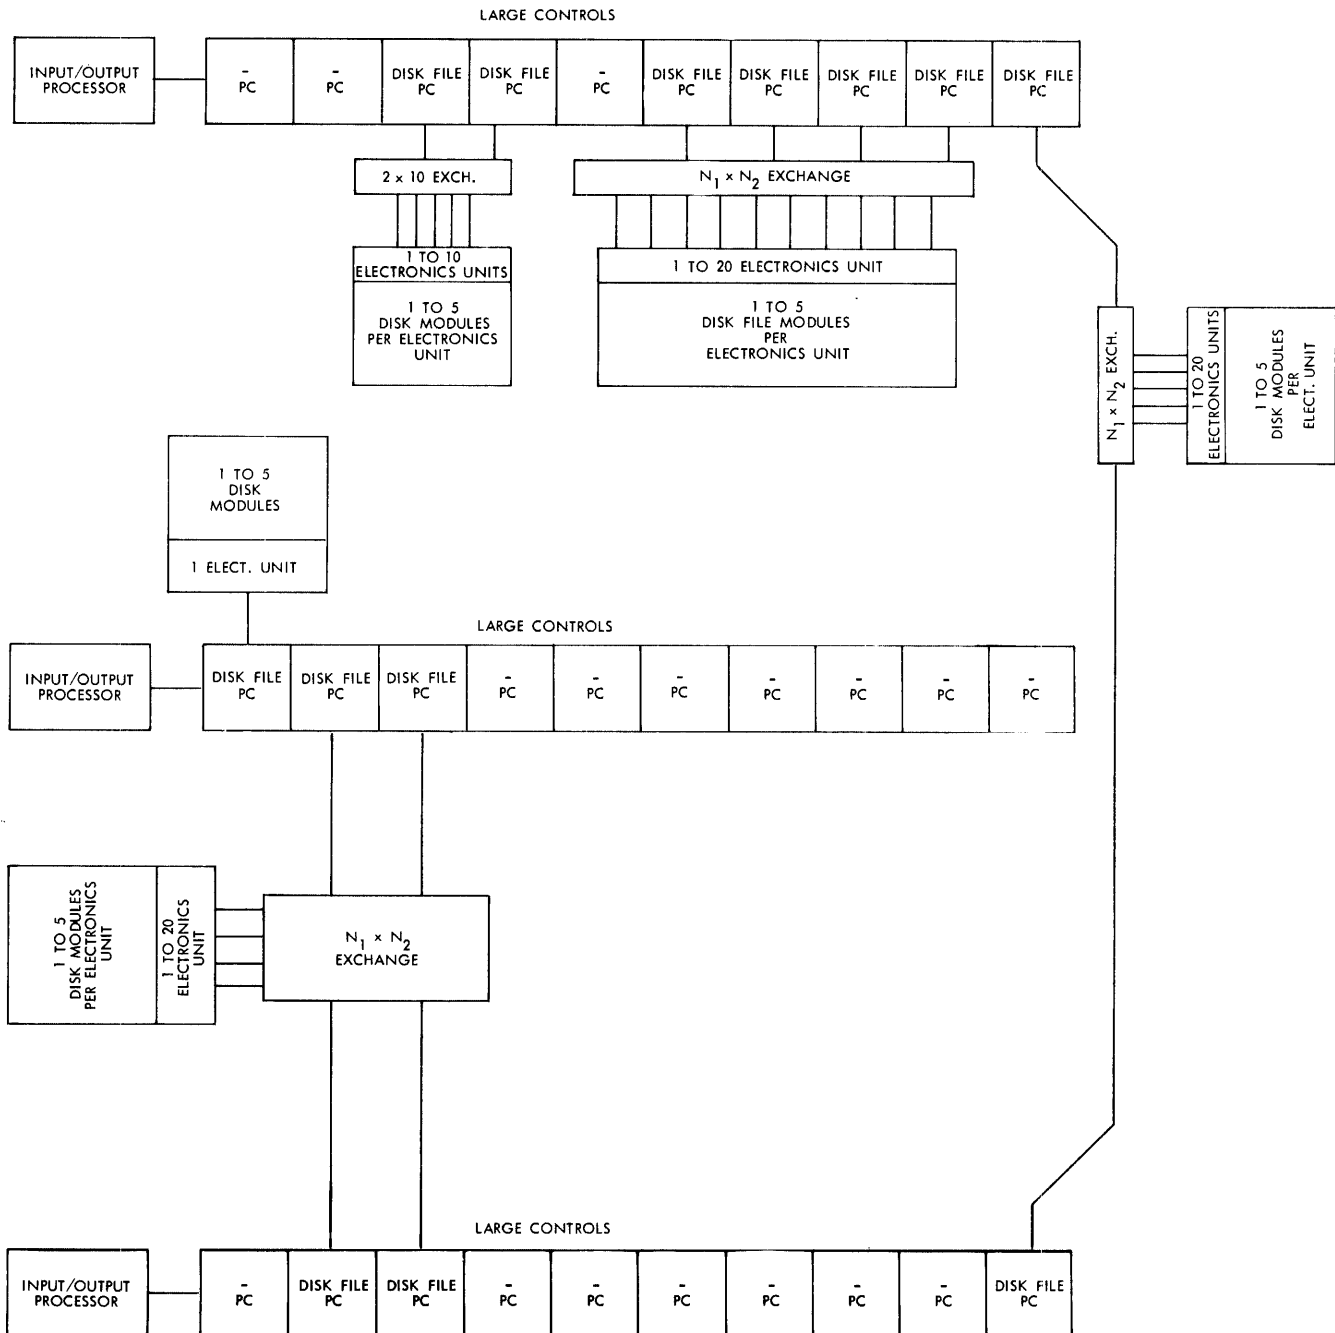 LARGE CONTROLS
INPUT/OUTPUT
PROCESSOR
-
PC
-
PC
DISK FILE
PC
DISK FILE
PC
-
PC
DISK FILE
PC
DISK FILE
PC
DISK FILE
PC
DISK FILE
PC
DISK FILE
PC
2 x 10 EXCH.
N1 x N2 EXCHANGE
1 TO 10
ELECTRONICS UNITS
1 TO 5
DISK MODULES
PER ELECTRONICS
UNIT
1 TO 20 ELECTRONICS UNIT
1 TO 5
DISK FILE MODULES
PER
ELECTRONICS UNIT
N1 x N2 EXCH.
1 TO 20
ELECTRONICS UNITS
1 TO 5
DISK MODULES
PER
ELECT. UNIT
1 TO 5
DISK
MODULES
1 ELECT. UNIT
LARGE CONTROLS
INPUT/OUTPUT
PROCESSOR
DISK FILE
PC
DISK FILE
PC
DISK FILE
PC
-
PC
-
PC
-
PC
-
PC
-
PC
-
PC
-
PC
1 TO 5
DISK MODULES
PER ELECTRONICS
UNIT
1 TO 20
ELECTRONICS
UNIT
N1 x N2
EXCHANGE
LARGE CONTROLS
INPUT/OUTPUT
PROCESSOR
-
PC
DISK FILE
PC
DISK FILE
PC
-
PC
-
PC
-
PC
-
PC
-
PC
-
PC
DISK FILE
PC